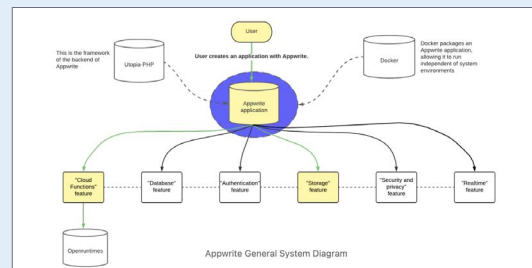 User
User creates an application with Appwrite.
This is the framework
of the backend of
Appwrite
Utopia-PHP
Docker
Docker packages an
Appwrite application,
allowing it to run
independent of system
environments
Appwrite
application
"Cloud
Functions"
feature
"Database"
feature
"Authentication"
feature
"Storage"
feature
"Security and
privacy"
feature
"Realtime"
feature
Openruntimes
Appwrite General System Diagram